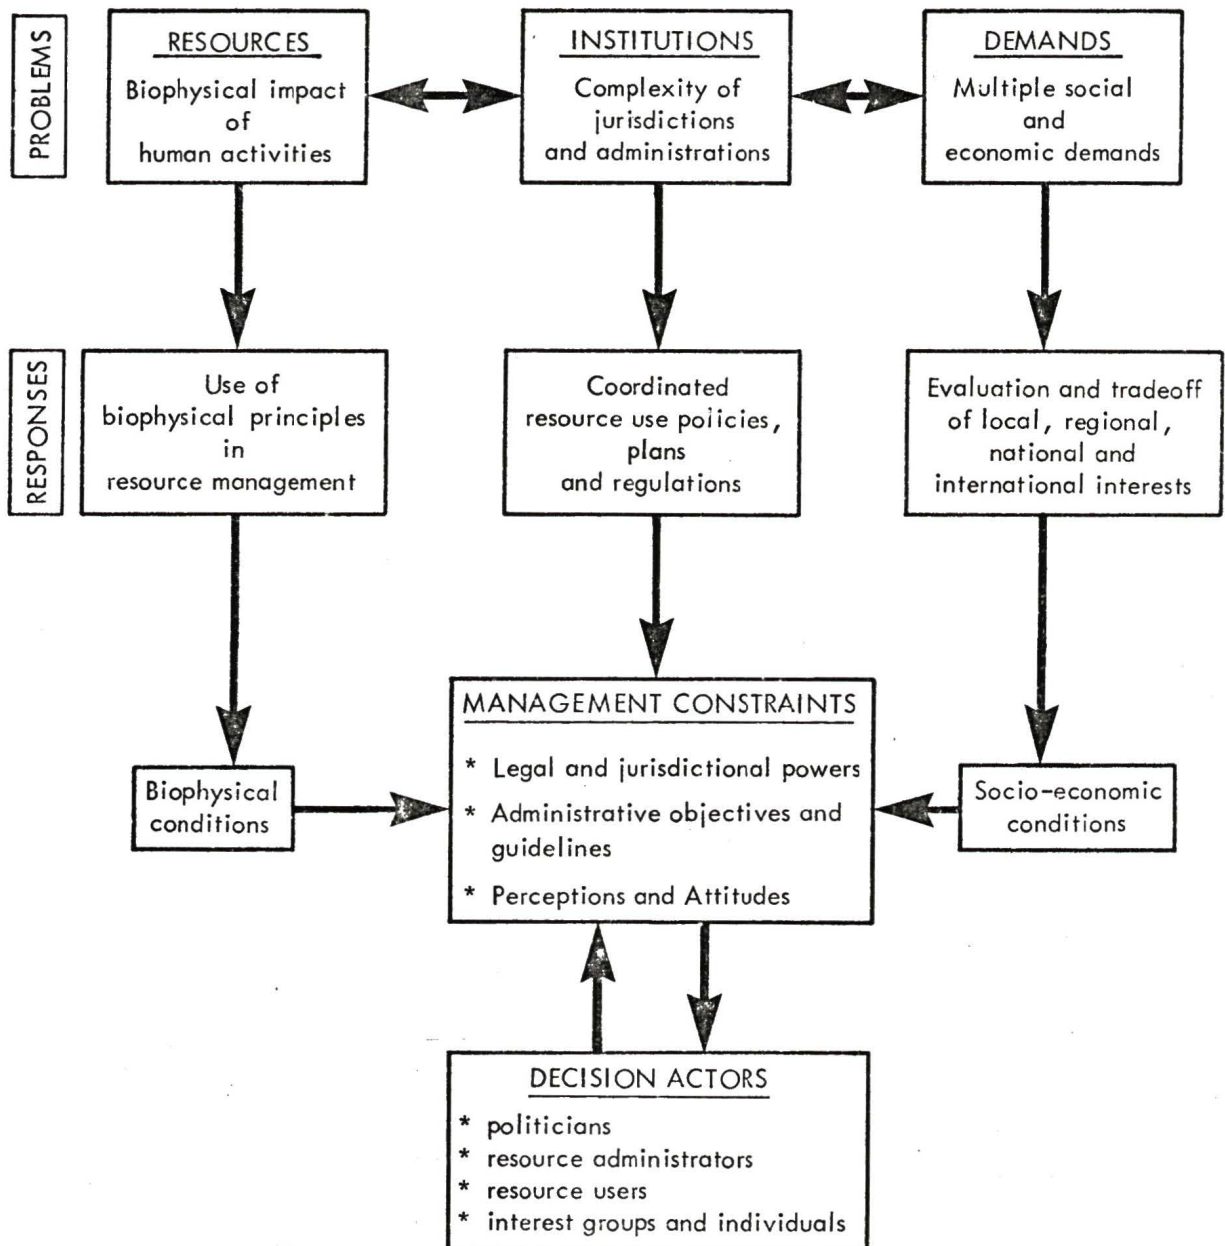 PROBLEMS
RESOURCES
Biophysical impact
of
human activities
INSTITUTIONS
Complexity of
jurisdictions
and administrations
DEMANDS
Multiple social
and
economic demands
RESPONSES
Use of
biophysical principles
in
resource management
Coordinated
resource use policies,
plans
and regulations
Evaluation and tradeoff
of local, regional,
national and
international interests
Biophysical
conditions
MANAGEMENT CONSTRAINTS
* Legal and jurisdictional powers
* Administrative objectives and
guidelines
* Perceptions and Attitudes
Socio-economic
conditions
DECISION ACTORS
* politicians
* resource administrators
* resource users
* interest groups and individuals